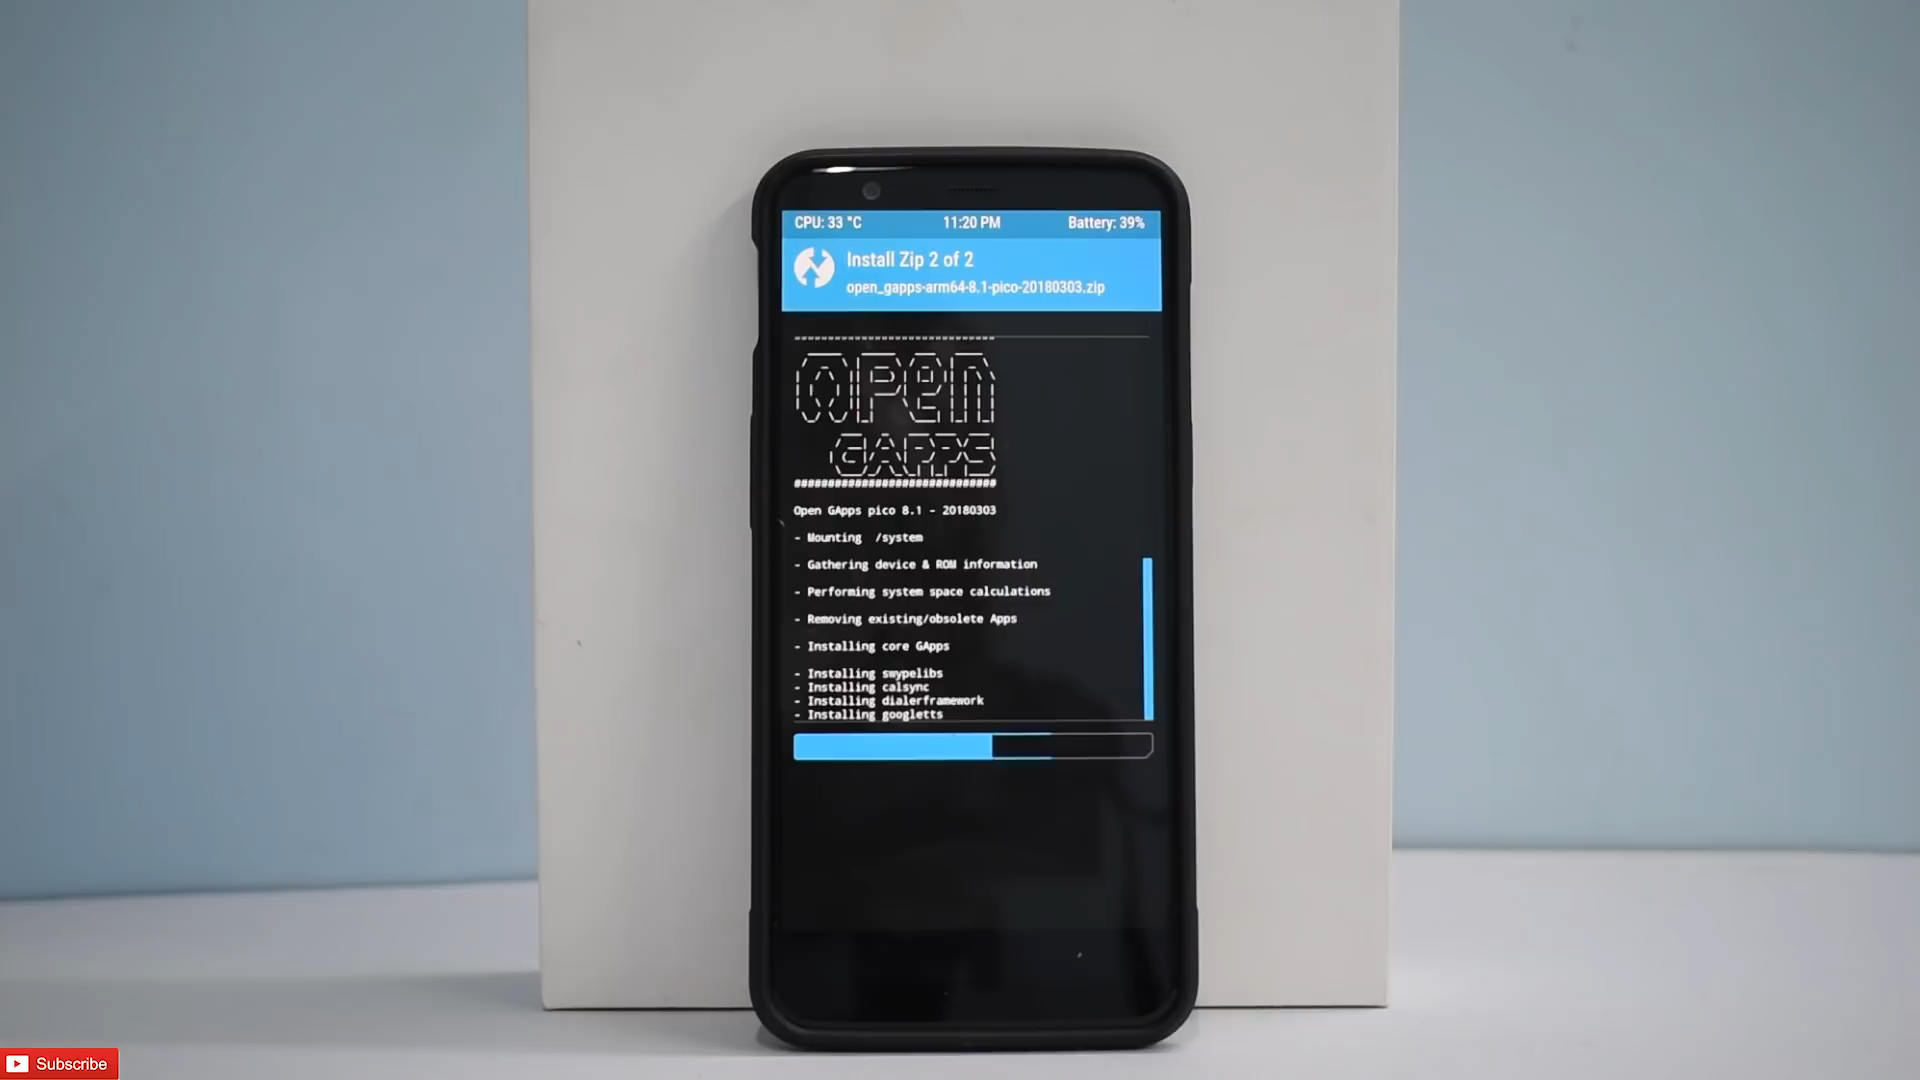 CPU: 33 °C 11:20 PM Battery: 39%
Install Zip 2 of 2
open_gapps-arm64-8.1-pico-20180303.zip
OPeN
GAPPS
##############################
Open GApps pico 8.1 - 20180303
- Mounting /system
- Gathering device & ROM information
- Performing system space calculations
- Removing existing/obsolete Apps
- Installing core GApps
- Installing swypelibs
- Installing calsync
- Installing dialerframework
- Installing googletts
Subscribe